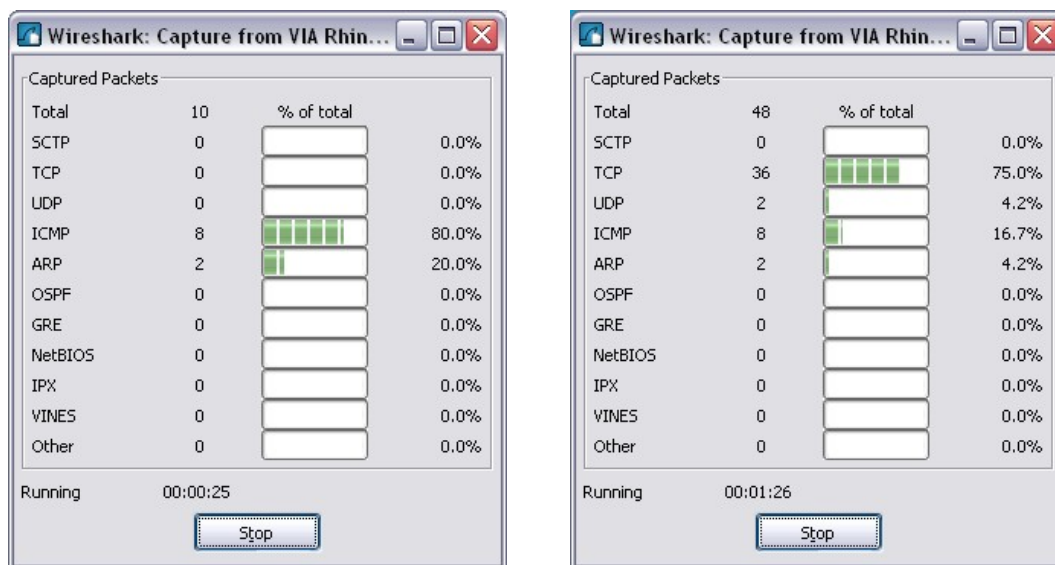 Wireshark: Capture from VIA Rhin...
Captured Packets
Total 10 % of total
SCTP 0 0.0%
TCP 0 0.0%
UDP 0 0.0%
ICMP 8 80.0%
ARP 2 20.0%
OSPF 0 0.0%
GRE 0 0.0%
NetBIOS 0 0.0%
IPX 0 0.0%
VINES 0 0.0%
Other 0 0.0%
Running 00:00:25
Stop
Wireshark: Capture from VIA Rhin...
Captured Packets
Total 48 % of total
SCTP 0 0.0%
TCP 36 75.0%
UDP 2 4.2%
ICMP 8 16.7%
ARP 2 4.2%
OSPF 0 0.0%
GRE 0 0.0%
NetBIOS 0 0.0%
IPX 0 0.0%
VINES 0 0.0%
Other 0 0.0%
Running 00:01:26
Stop